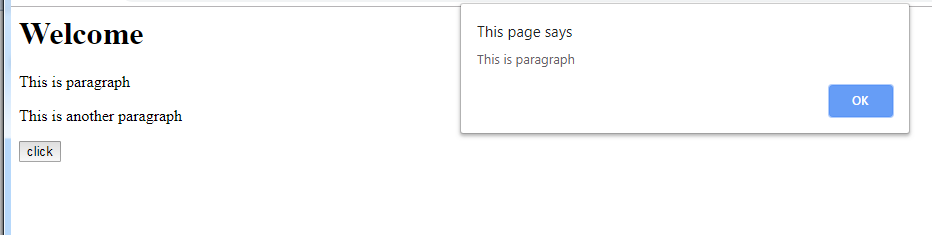 Welcome
This is paragraph
This is another paragraph
click
This page says
This is paragraph
OK